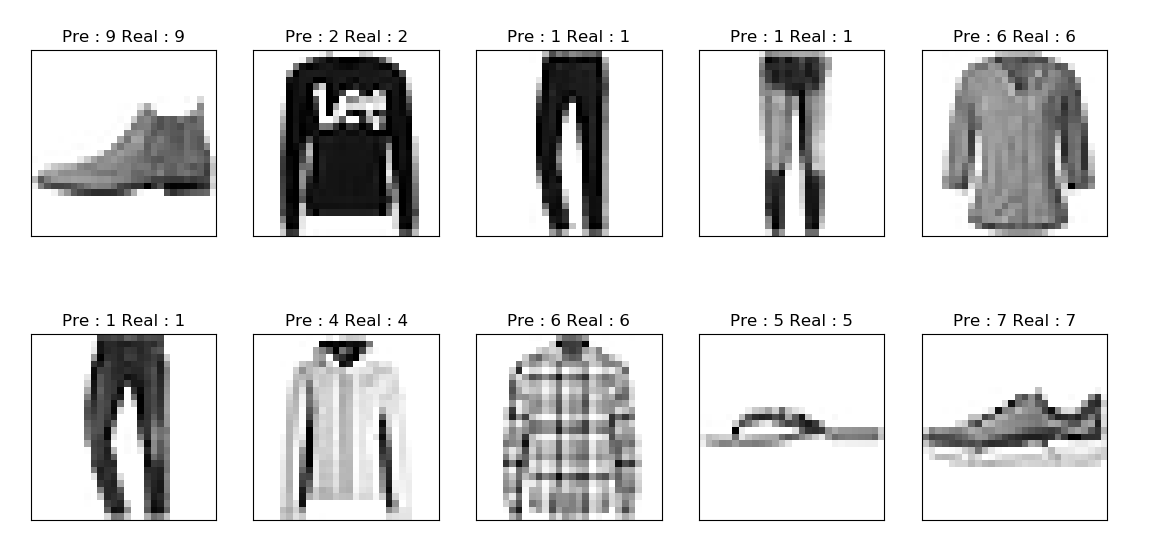 Pre : 9 Real : 9
Pre : 2 Real : 2
Pre : 1 Real : 1
Pre : 1 Real : 1
Pre : 6 Real : 6
Lee
Pre : 1 Real : 1
Pre : 4 Real : 4
Pre : 6 Real : 6
Pre : 5 Real : 5
Pre : 7 Real : 7